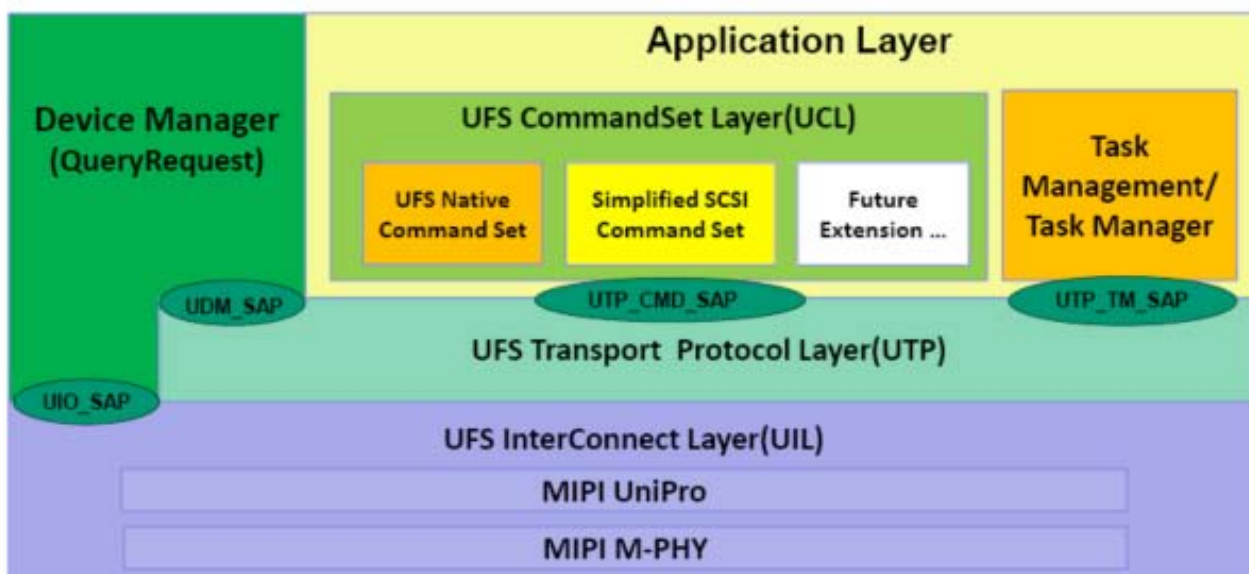 Application Layer
Device Manager
(QueryRequest)
UFS CommandSet Layer(UCL)
UFS Native
Command Set
Simplified SCSI
Command Set
Future
Extension ...
Task
Management/
Task Manager
UDM_SAP
UTP_CMD_SAP
UTP_TM_SAP
UFS Transport Protocol Layer(UTP)
UIO_SAP
UFS InterConnect Layer(UIL)
MIPI UniPro
MIPI M-PHY